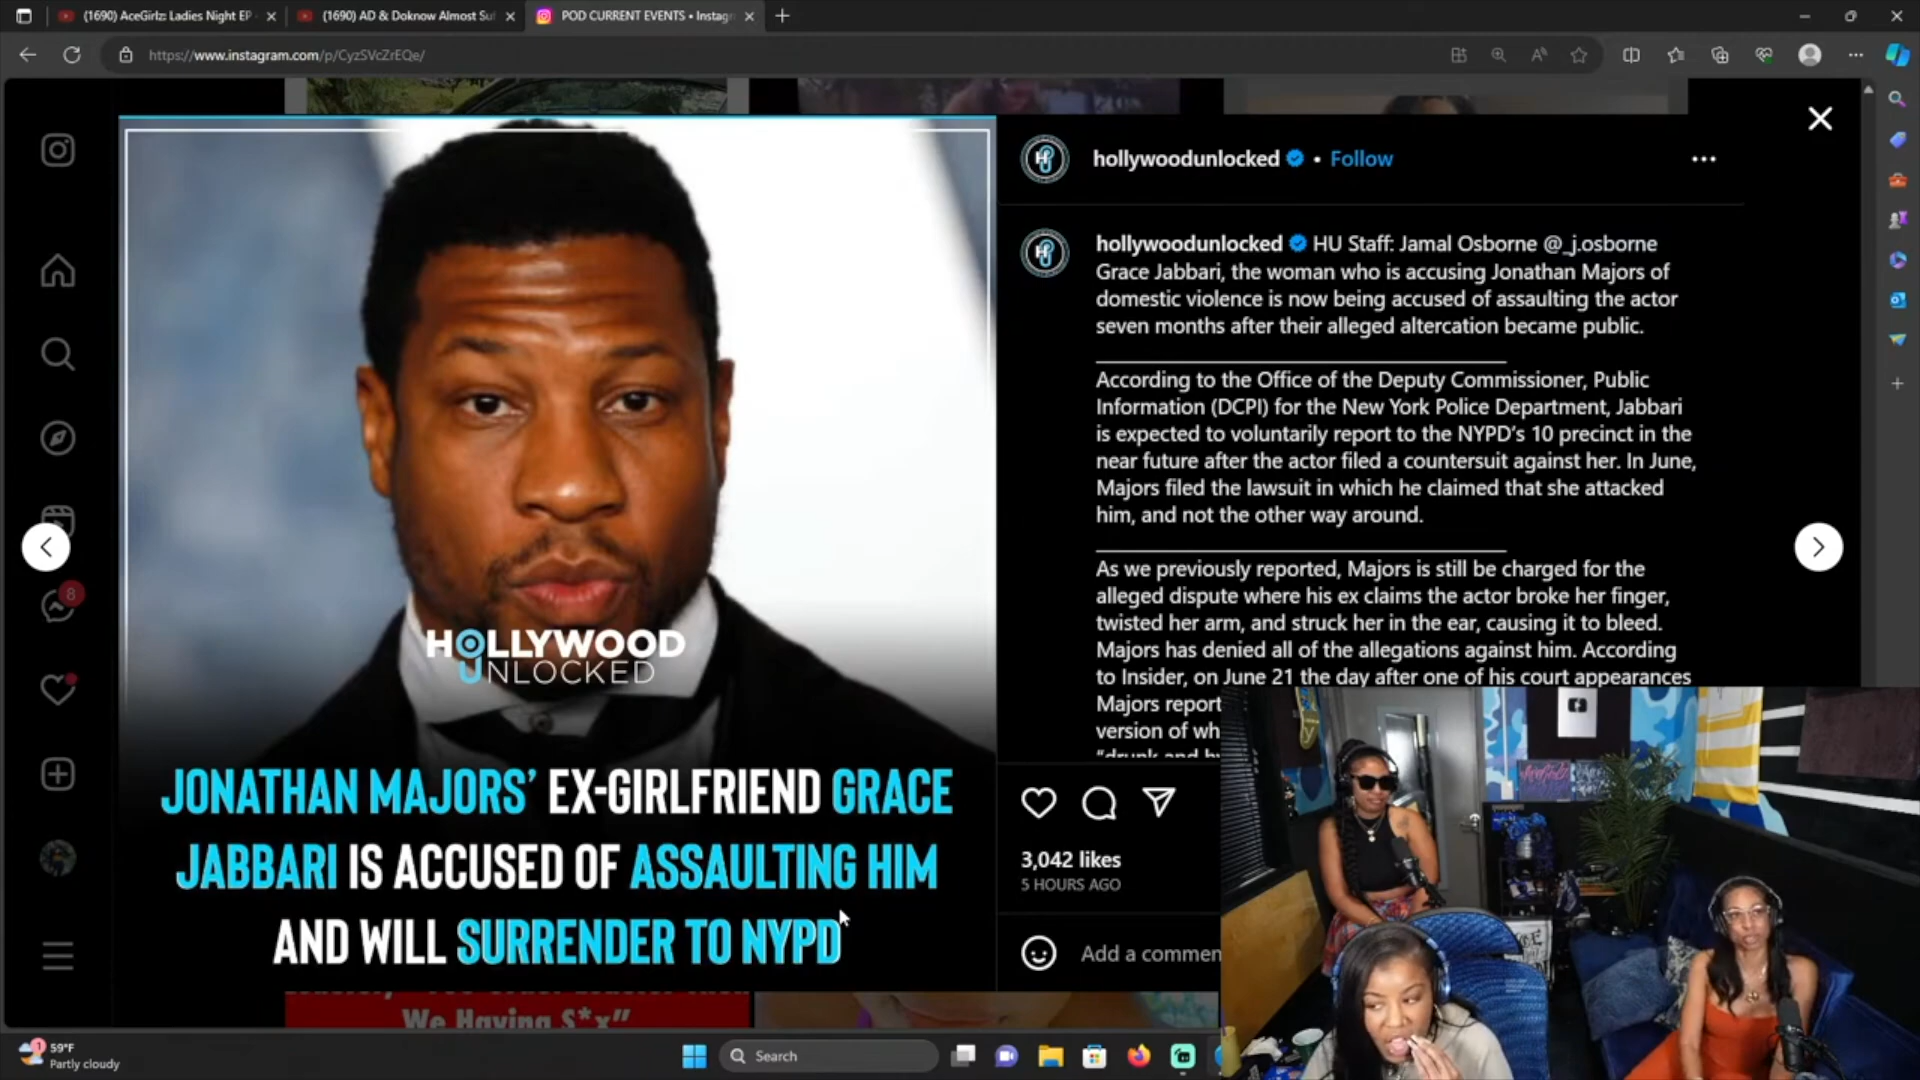 (1690) AceGirlz: Ladies Night EP
(1690) AD & Doknow Almost Su
POD CURRENT EVENTS • Instagr
https://www.instagram.com/p/CyzSVcZrEQe/
hollywoodunlocked • Follow
hollywoodunlocked HU Staff: Jamal Osborne @_j.osborne
Grace Jabbari, the woman who is accusing Jonathan Majors of
domestic violence is now being accused of assaulting the actor
seven months after their alleged altercation became public.
According to the Office of the Deputy Commissioner, Public
Information (DCPI) for the New York Police Department, Jabbari
is expected to voluntarily report to the NYPD's 10 precinct in the
near future after the actor filed a countersuit against her. In June,
Majors filed the lawsuit in which he claimed that she attacked
him, and not the other way around.
As we previously reported, Majors is still be charged for the
alleged dispute where his ex claims the actor broke her finger,
twisted her arm, and struck her in the ear, causing it to bleed.
Majors has denied all of the allegations against him. According
to Insider, on June 21 the day after one of his court appearances
Majors report
version of wh
"drunk and h
HOLLYWOOD
UNLOCKED
JONATHAN MAJORS' EX-GIRLFRIEND GRACE
JABBARI IS ACCUSED OF ASSAULTING HIM
AND WILL SURRENDER TO NYPD
8
3,042 likes
5 HOURS AGO
Add a commen
We Having S*x"
1
59°F
Partly cloudy
Search